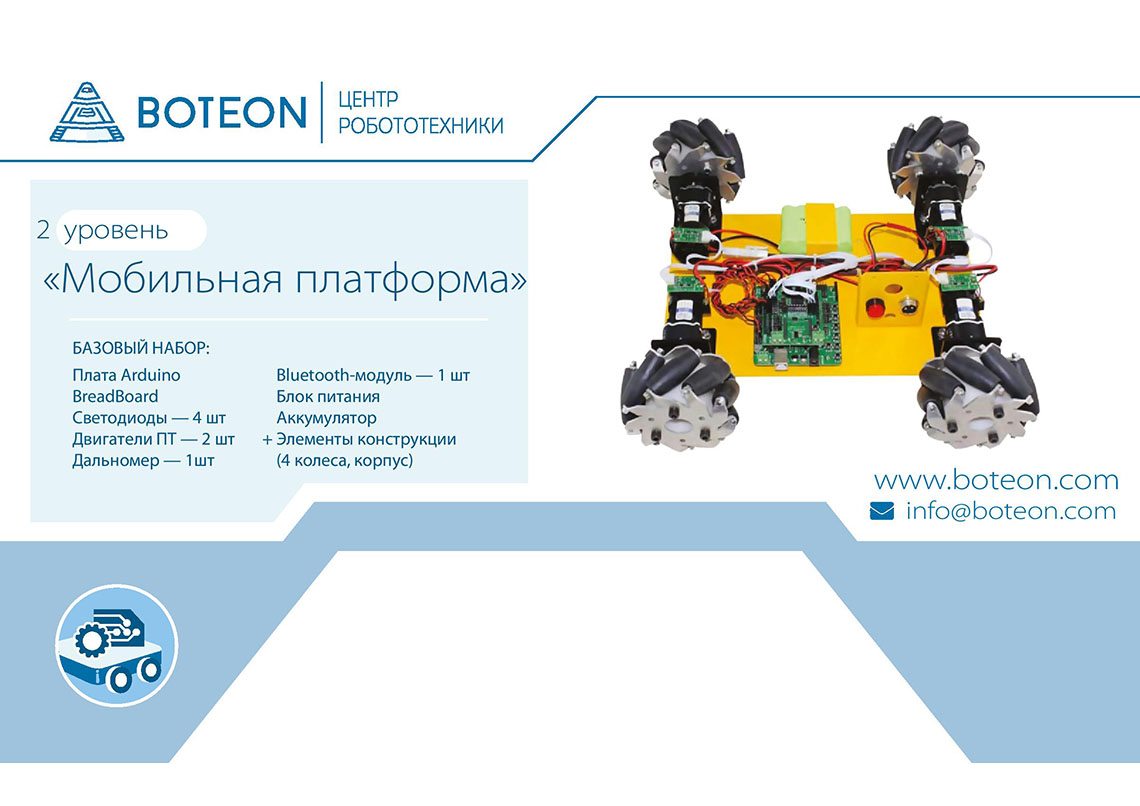 BOTEON
ЦЕНТР
РОБОТОТЕХНИКИ
2 уровень
«Мобильная платформа»
БАЗОВЫЙ НАБОР:
Плата Arduino
BreadBoard
Светодиоды — 4 шт
Двигатели ПТ — 2 шт
Дальномер — 1шт
Bluetooth-модуль — 1 шт
Блок питания
Аккумулятор
+ Элементы конструкции
(4 колеса, корпус)
www.boteon.com
info@boteon.com